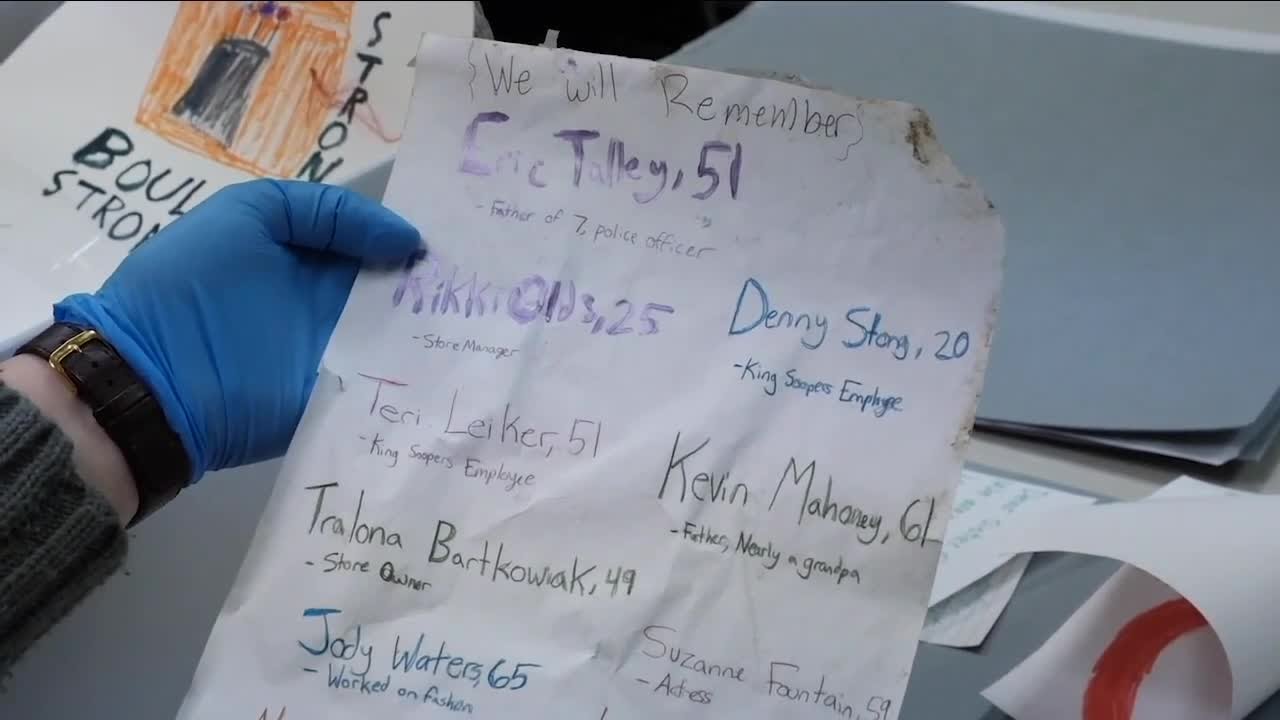 STRON
BOUL
STRON
{We will Remember}
Eric Talley, 51
- Father of 7, police officer
Rikki Olds, 25
- Store Manager
Denny Stong, 20
- King Soopers Employee
Teri Leiker, 51
- King Soopers Employee
Kevin Mahoney, 61
- Father, Nearly a grandpa
Tralona Bartkowiak, 49
- Store Owner
Jody Waters, 65
- Worked on fashon
Suzanne Fountain, 59
- Actress